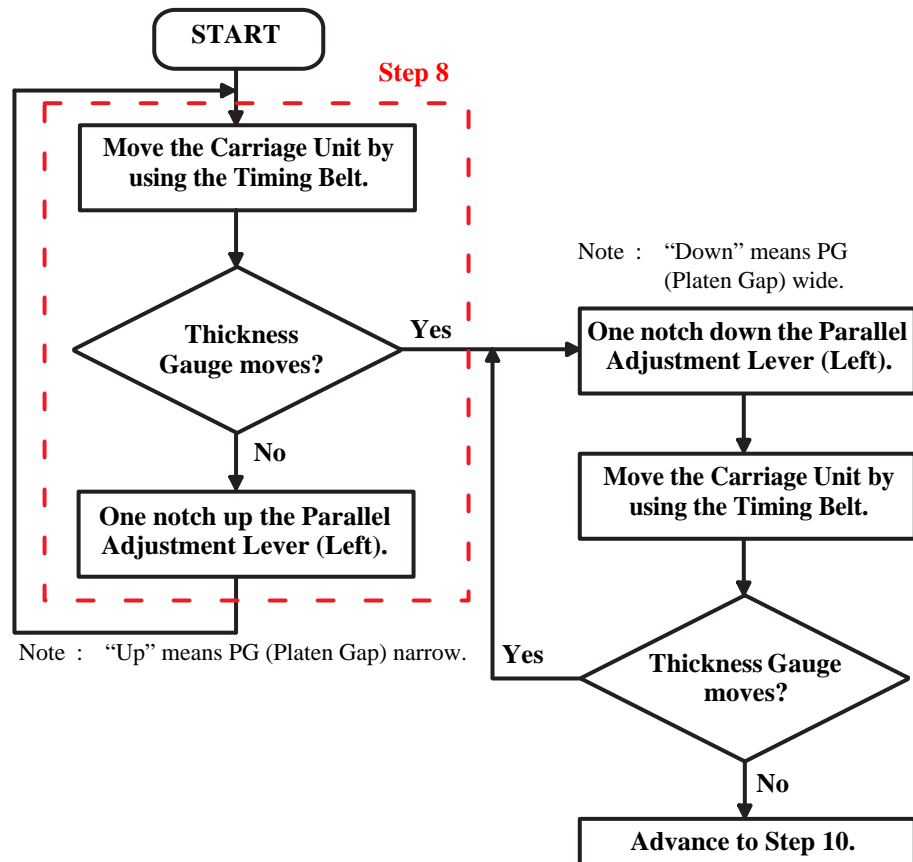 START
Step 8
Move the Carriage Unit by
using the Timing Belt.
Thickness
Gauge moves?
Yes
No
One notch up the Parallel
Adjustment Lever (Left).
Note : “Up” means PG (Platen Gap) narrow.
Note : “Down” means PG
(Platen Gap) wide.
One notch down the Parallel
Adjustment Lever (Left).
Move the Carriage Unit by
using the Timing Belt.
Thickness Gauge
moves?
Yes
No
Advance to Step 10.